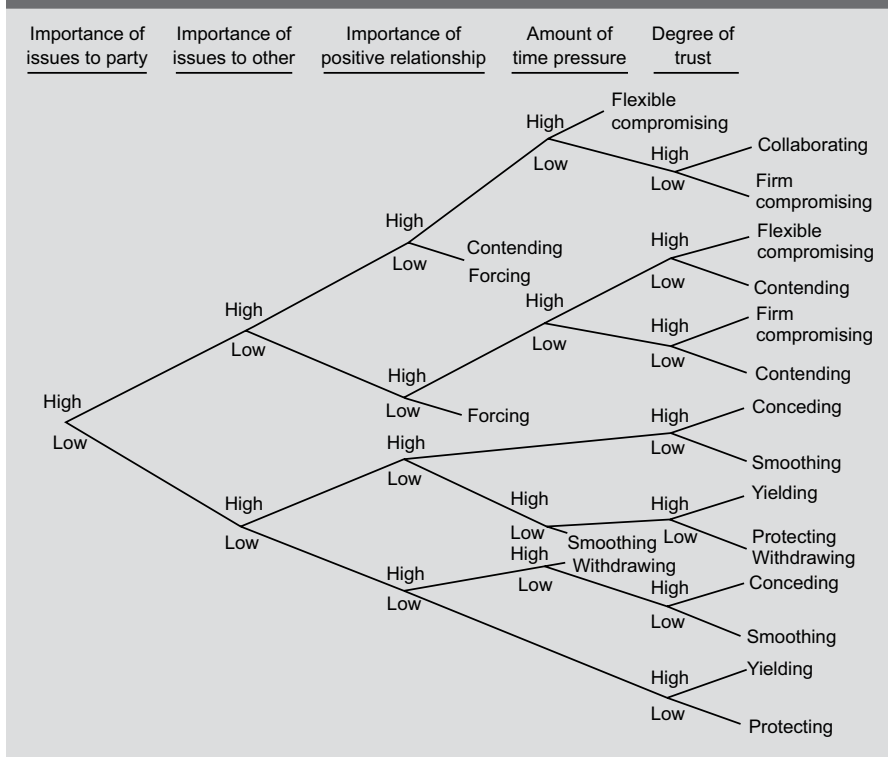 Importance of
issues to party
Importance of
issues to other
Importance of
positive relationship
Amount of
time pressure
Degree of
trust
High
Flexible
compromising
Low
High
Collaborating
Low
Firm
compromising
High
Low
Contending
Forcing
High
Flexible
compromising
Low
Contending
High
Low
High
Low
High
Firm
compromising
Low
Contending
High
Low
Forcing
High
Low
High
Conceding
Low
Smoothing
High
Low
High
Low
High
Yielding
Low
Protecting
Withdrawing
Smoothing
High
Withdrawing
Low
High
Low
High
Low
High
Conceding
Low
Smoothing
High
Yielding
Low
Protecting